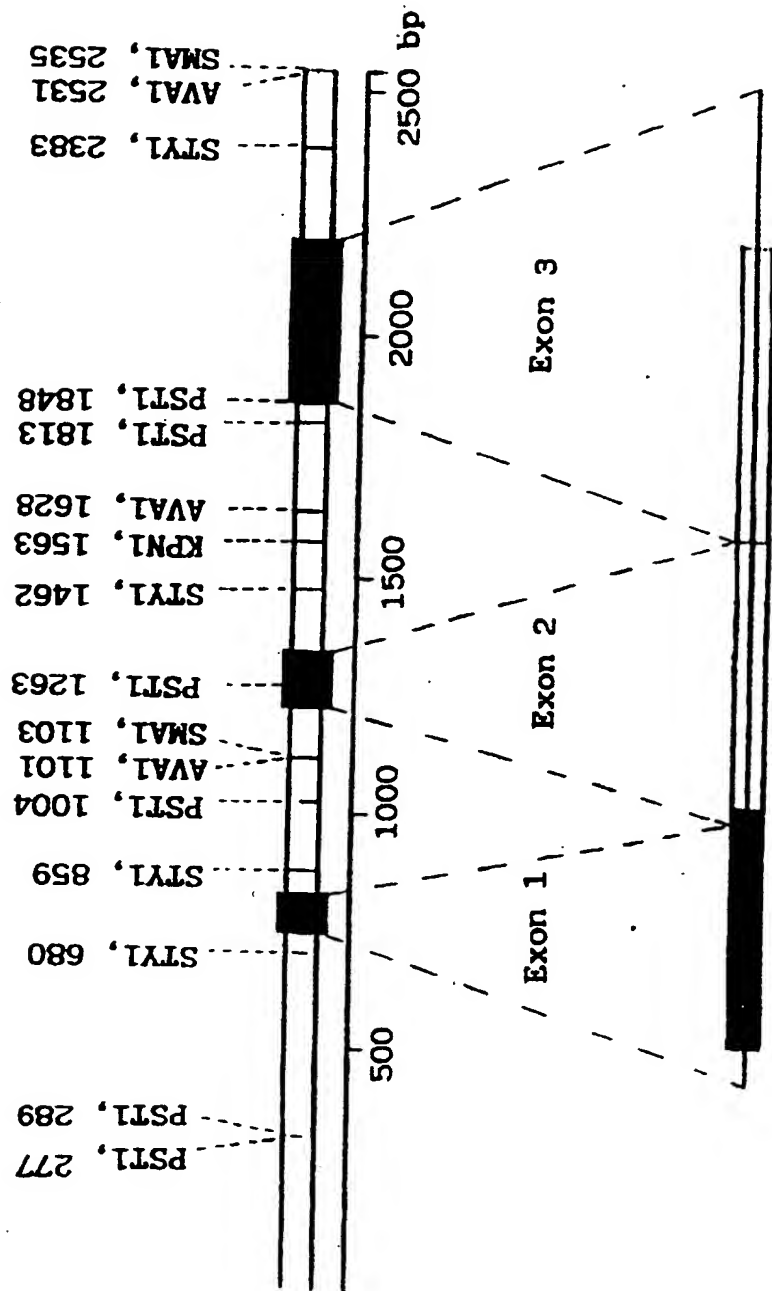 277, PST1
289, PST1
680, STY1
859, STY1
1004, PST1
1101, AVA1
1103, SMA1
1263, PST1
1462, STY1
1563, KPN1
1628, AVA1
1813, PST1
1848, PST1
2383, STY1
2531, AVA1
2535, SMA1
500
1000
1500
2000
2500 bp
Exon 1
Exon 2
Exon 3